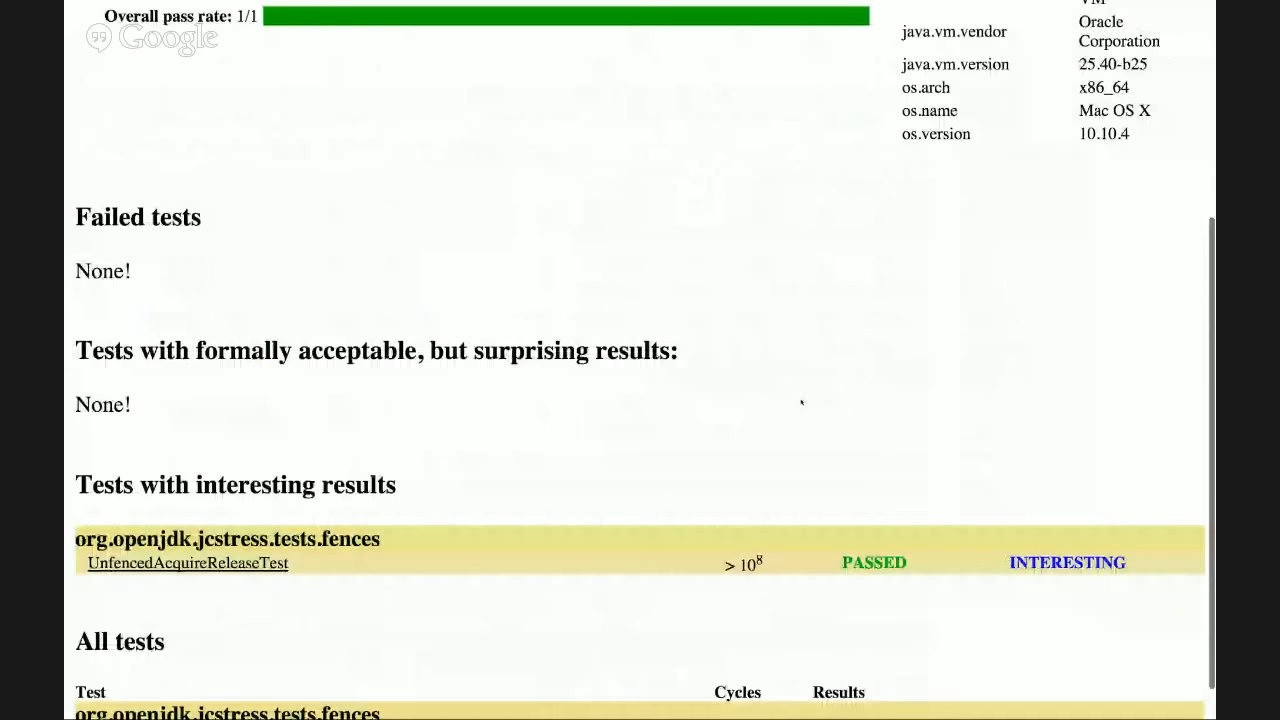 Overall pass rate: 1/1
Google
VM
java.vm.vendor Oracle Corporation
java.vm.version 25.40-b25
os.arch x86_64
os.name Mac OS X
os.version 10.10.4
Failed tests
None!
Tests with formally acceptable, but surprising results:
None!
Tests with interesting results
org.openjdk.jcstress.tests.fences
UnfencedAcquireReleaseTest > 10⁸ PASSED INTERESTING
All tests
Test Cycles Results
org.openjdk.jcstress.tests.fences